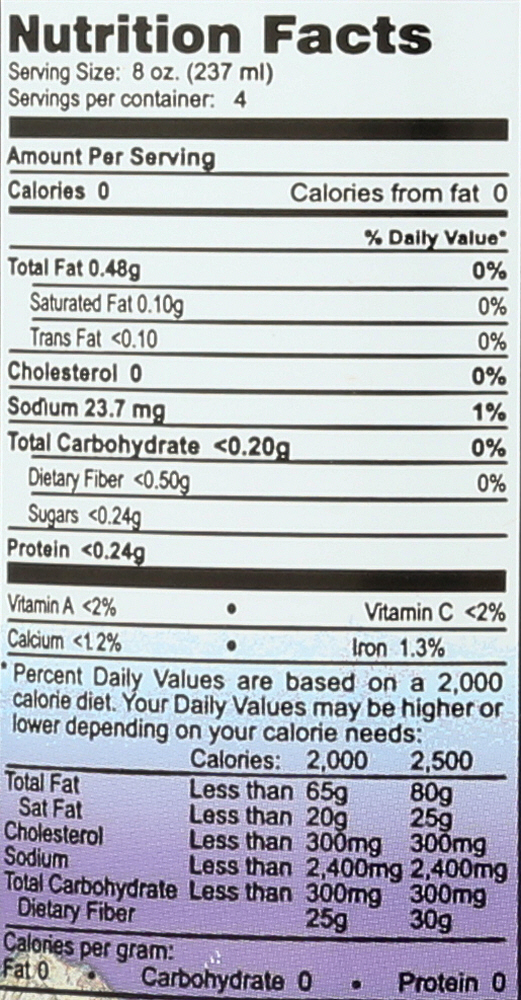 Nutrition Facts
Serving Size: 8 oz. (237 ml)
Servings per container: 4
Amount Per Serving
Calories 0 Calories from fat 0
% Daily Value*
Total Fat 0.48g 0%
Saturated Fat 0.10g 0%
Trans Fat <0.10 0%
Cholesterol 0 0%
Sodium 23.7 mg 1%
Total Carbohydrate <0.20g 0%
Dietary Fiber <0.50g 0%
Sugars <0.24g
Protein <0.24g
Vitamin A <2% • Vitamin C <2%
Calcium <1.2% • Iron 1.3%
*Percent Daily Values are based on a 2,000
calorie diet. Your Daily Values may be higher or
lower depending on your calorie needs:
Calories: 2,000 2,500
Total Fat Less than 65g 80g
Sat Fat Less than 20g 25g
Cholesterol Less than 300mg 300mg
Sodium Less than 2,400mg 2,400mg
Total Carbohydrate Less than 300mg 300mg
Dietary Fiber 25g 30g
Calories per gram:
Fat 0 • Carbohydrate 0 • Protein 0